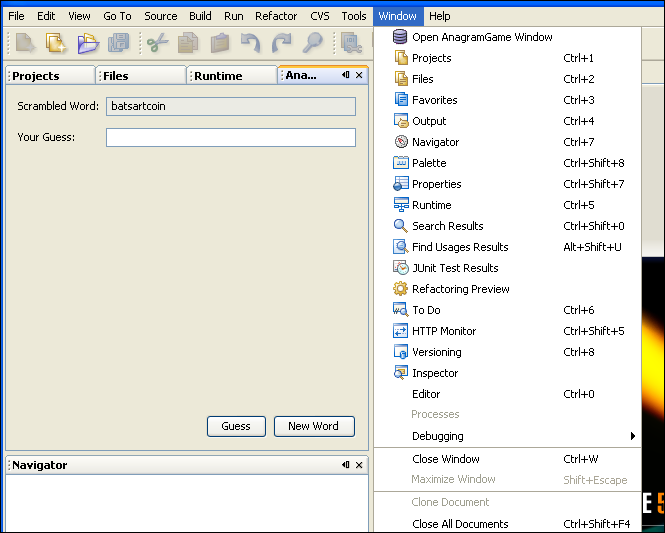 File Edit View Go To Source Build Run Refactor CVS Tools Window Help
Projects Files Runtime Ana...
Scrambled Word: batsartcoin
Your Guess:
Guess New Word
Navigator
Open AnagramGame Window
Projects Ctrl+1
Files Ctrl+2
Favorites Ctrl+3
Output Ctrl+4
Navigator Ctrl+7
Palette Ctrl+Shift+8
Properties Ctrl+Shift+7
Runtime Ctrl+5
Search Results Ctrl+Shift+0
Find Usages Results Alt+Shift+U
JUnit Test Results
Refactoring Preview
To Do Ctrl+6
HTTP Monitor Ctrl+Shift+5
Versioning Ctrl+8
Inspector
Editor Ctrl+0
Processes
Debugging
Close Window Ctrl+W
Maximize Window Shift+Escape
Clone Document
Close All Documents Ctrl+Shift+F4
E 5